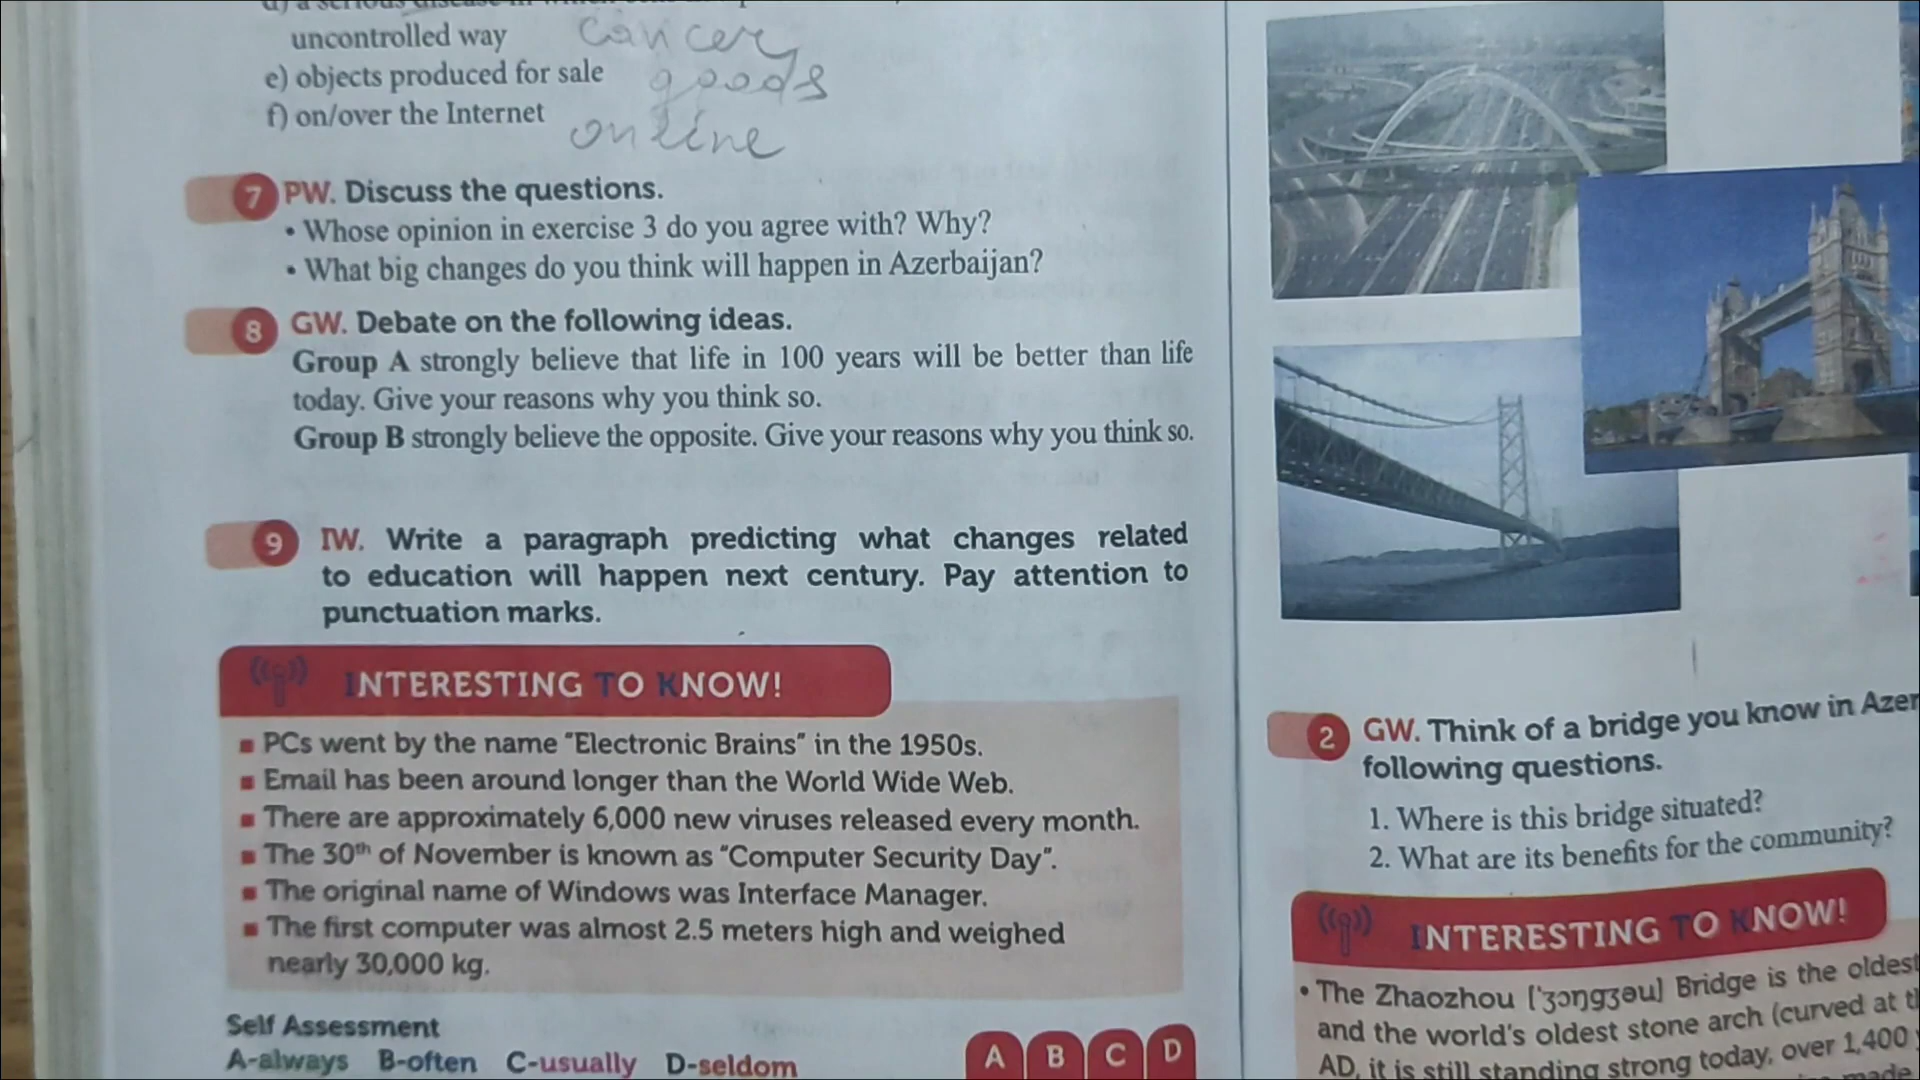 uncontrolled way cancer
e) objects produced for sale goods
f) on/over the Internet online
7 PW. Discuss the questions.
• Whose opinion in exercise 3 do you agree with? Why?
• What big changes do you think will happen in Azerbaijan?
8 GW. Debate on the following ideas.
Group A strongly believe that life in 100 years will be better than life
today. Give your reasons why you think so.
Group B strongly believe the opposite. Give your reasons why you think so.
9 IW. Write a paragraph predicting what changes related
to education will happen next century. Pay attention to
punctuation marks.
INTERESTING TO KNOW!
▪ PCs went by the name "Electronic Brains" in the 1950s.
▪ Email has been around longer than the World Wide Web.
▪ There are approximately 6,000 new viruses released every month.
▪ The 30th of November is known as "Computer Security Day".
▪ The original name of Windows was Interface Manager.
▪ The first computer was almost 2.5 meters high and weighed
nearly 30,000 kg.
Self Assessment
A-always B-often C-usually D-seldom
A B C D
2 GW. Think of a bridge you know in Azer
following questions.
1. Where is this bridge situated?
2. What are its benefits for the community?
INTERESTING TO KNOW!
• The Zhaozhou [ˈʒɔŋgʒəu] Bridge is the oldest
and the world's oldest stone arch (curved at t
AD, it is still standing strong today, over 1,400
made